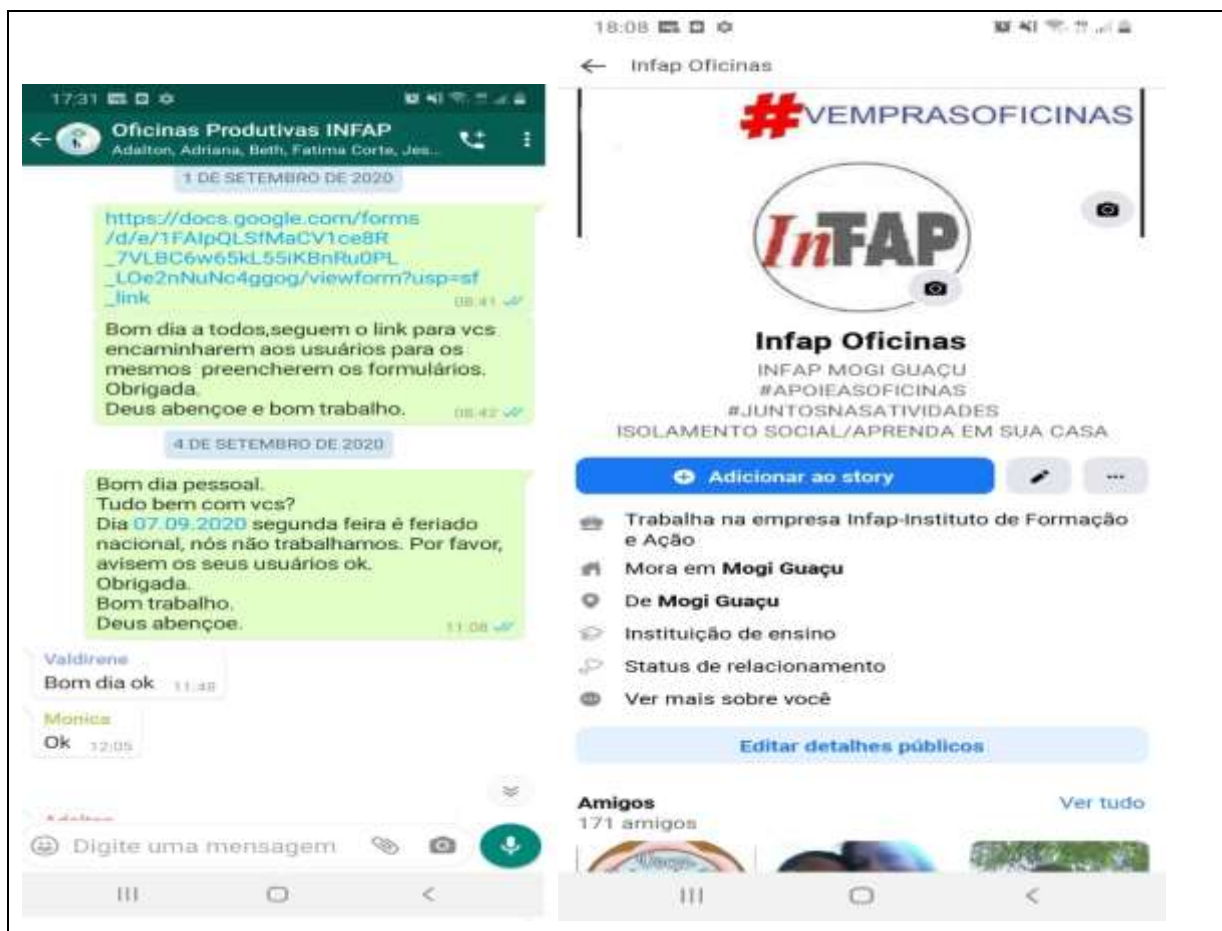 17:31
Oficinas Produtivas INFAP
Adalton, Adriana, Beth, Fatima Corte, Jes...
1 DE SETEMBRO DE 2020
https://docs.google.com/forms
/d/e/1FAIpQLSfMaCV1ce8R
_7VLBC6w65kL55iKBnRu0PL
_LOe2nNuNc4ggog/viewform?usp=sf
_link
08:41
Bom dia a todos,seguem o link para vcs
encaminharem aos usuários para os
mesmos preencherem os formulários.
Obrigada.
Deus abençoe e bom trabalho.
08:42
4 DE SETEMBRO DE 2020
Bom dia pessoal.
Tudo bem com vcs?
Dia 07.09.2020 segunda feira é feriado
nacional, nós não trabalhamos. Por favor,
avisem os seus usuários ok.
Obrigada.
Bom trabalho.
Deus abençoe.
11:08
Valdirene
Bom dia ok 11:48
Monica
Ok 12:05
Adalton
Digite uma mensagem
18:08
Infap Oficinas
#VEMPRASOFICINAS
InFAP
Infap Oficinas
INFAP MOGI GUAÇU
#APOIEASOFICINAS
#JUNTOSNASATIVIDADES
ISOLAMENTO SOCIAL/APRENDA EM SUA CASA
Adicionar ao story
Trabalha na empresa Infap-Instituto de Formação
e Ação
Mora em Mogi Guaçu
De Mogi Guaçu
Instituição de ensino
Status de relacionamento
Ver mais sobre você
Editar detalhes públicos
Amigos
Ver tudo
171 amigos